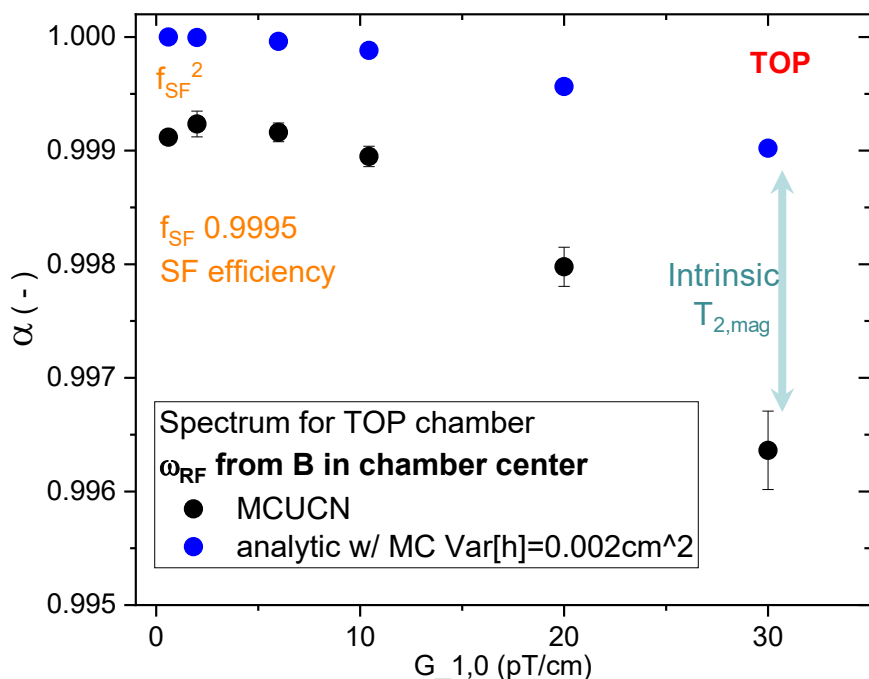 1.000
0.999
0.998
0.997
0.996
0.995
α ( - )
TOP
f_SF^2
f_SF 0.9995
SF efficiency
Intrinsic
T_2,mag
Spectrum for TOP chamber
ω_RF from B in chamber center
MCUCN
analytic w/ MC Var[h]=0.002cm^2
0 10 20 30
G_1,0 (pT/cm)